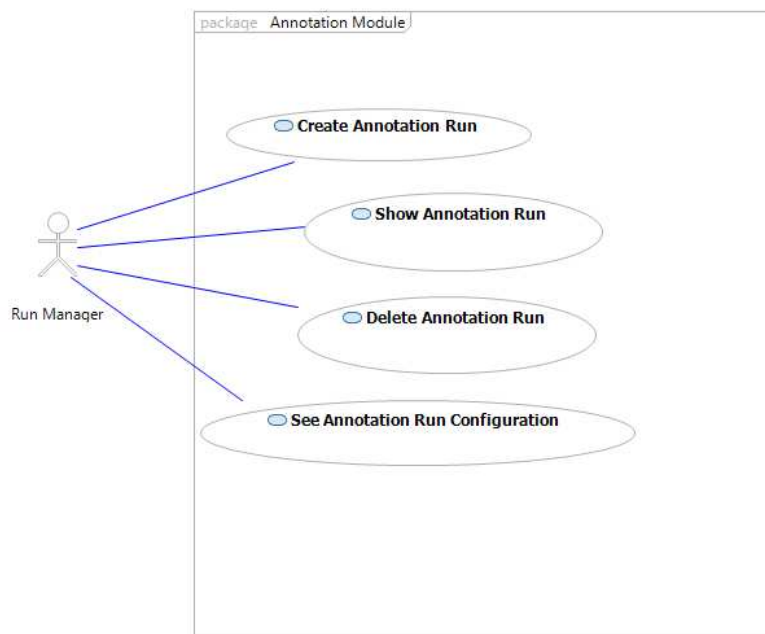 package Annotation Module
Create Annotation Run
Show Annotation Run
Delete Annotation Run
Run Manager
See Annotation Run Configuration